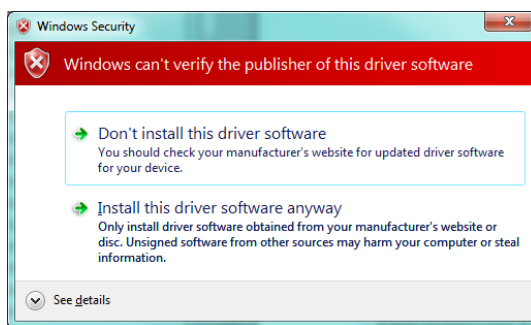 Windows Security
Windows can't verify the publisher of this driver software
Don't install this driver software
You should check your manufacturer's website for updated driver software
for your device.
Install this driver software anyway
Only install driver software obtained from your manufacturer's website or
disc. Unsigned software from other sources may harm your computer or steal
information.
See details